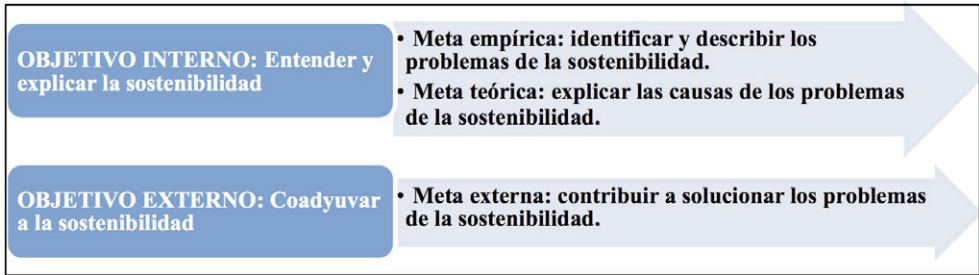 OBJETIVO INTERNO: Entender y
explicar la sostenibilidad
• Meta empírica: identificar y describir los
problemas de la sostenibilidad.
• Meta teórica: explicar las causas de los problemas
de la sostenibilidad.
OBJETIVO EXTERNO: Coadyuvar
a la sostenibilidad
• Meta externa: contribuir a solucionar los problemas
de la sostenibilidad.